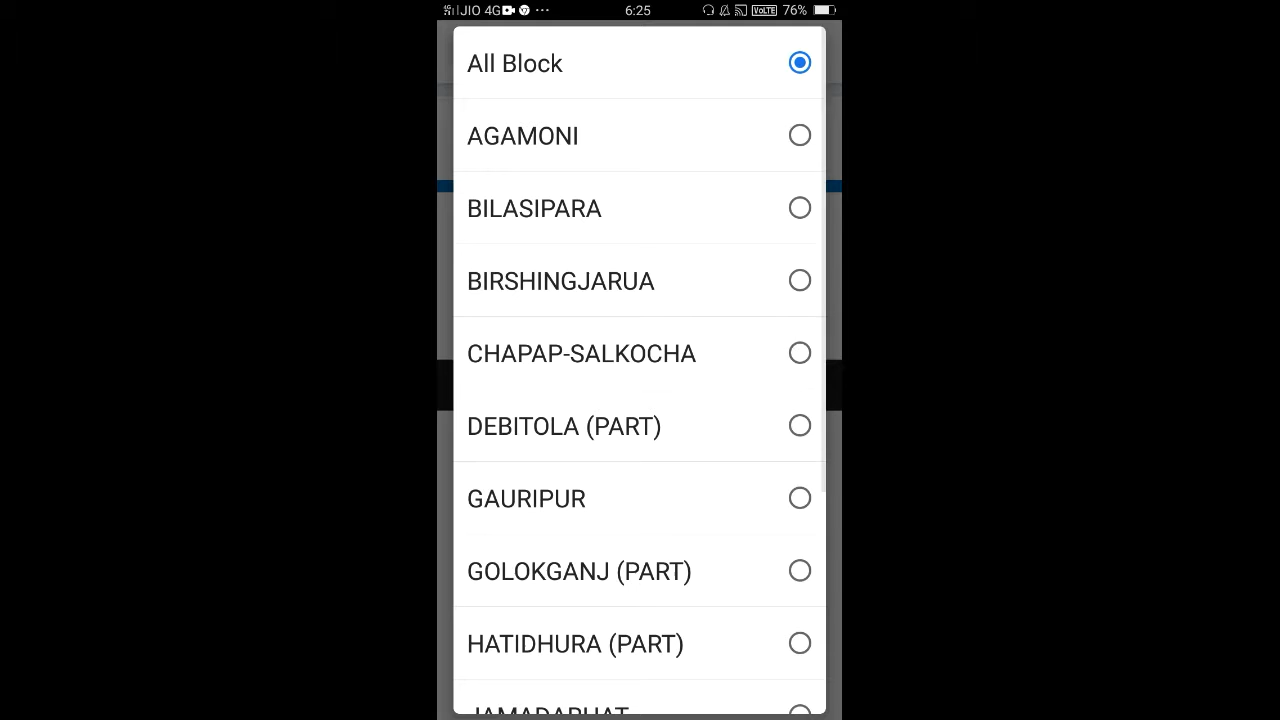 JIO 4G ... 6:25 VoLTE 76%
All Block
AGAMONI
BILASIPARA
BIRSHINGJARUA
CHAPAP-SALKOCHA
DEBITOLA (PART)
GAURIPUR
GOLOKGANJ (PART)
HATIDHURA (PART)